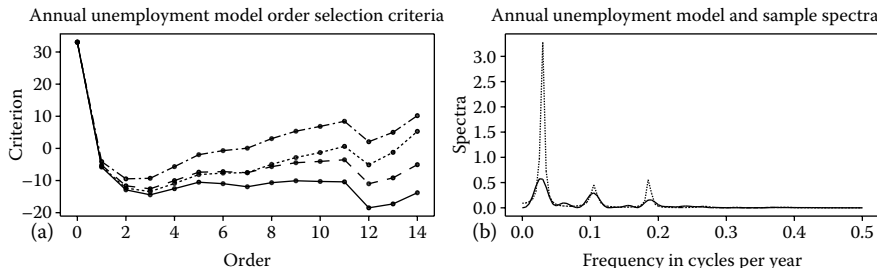 Annual unemployment model order selection criteria
Criterion
30
20
10
0
−10
−20
0 2 4 6 8 10 12 14
(a)
Order
Annual unemployment model and sample spectra
Spectra
3.0
2.5
2.0
1.5
1.0
0.5
0.0
0.0 0.1 0.2 0.3 0.4 0.5
(b)
Frequency in cycles per year